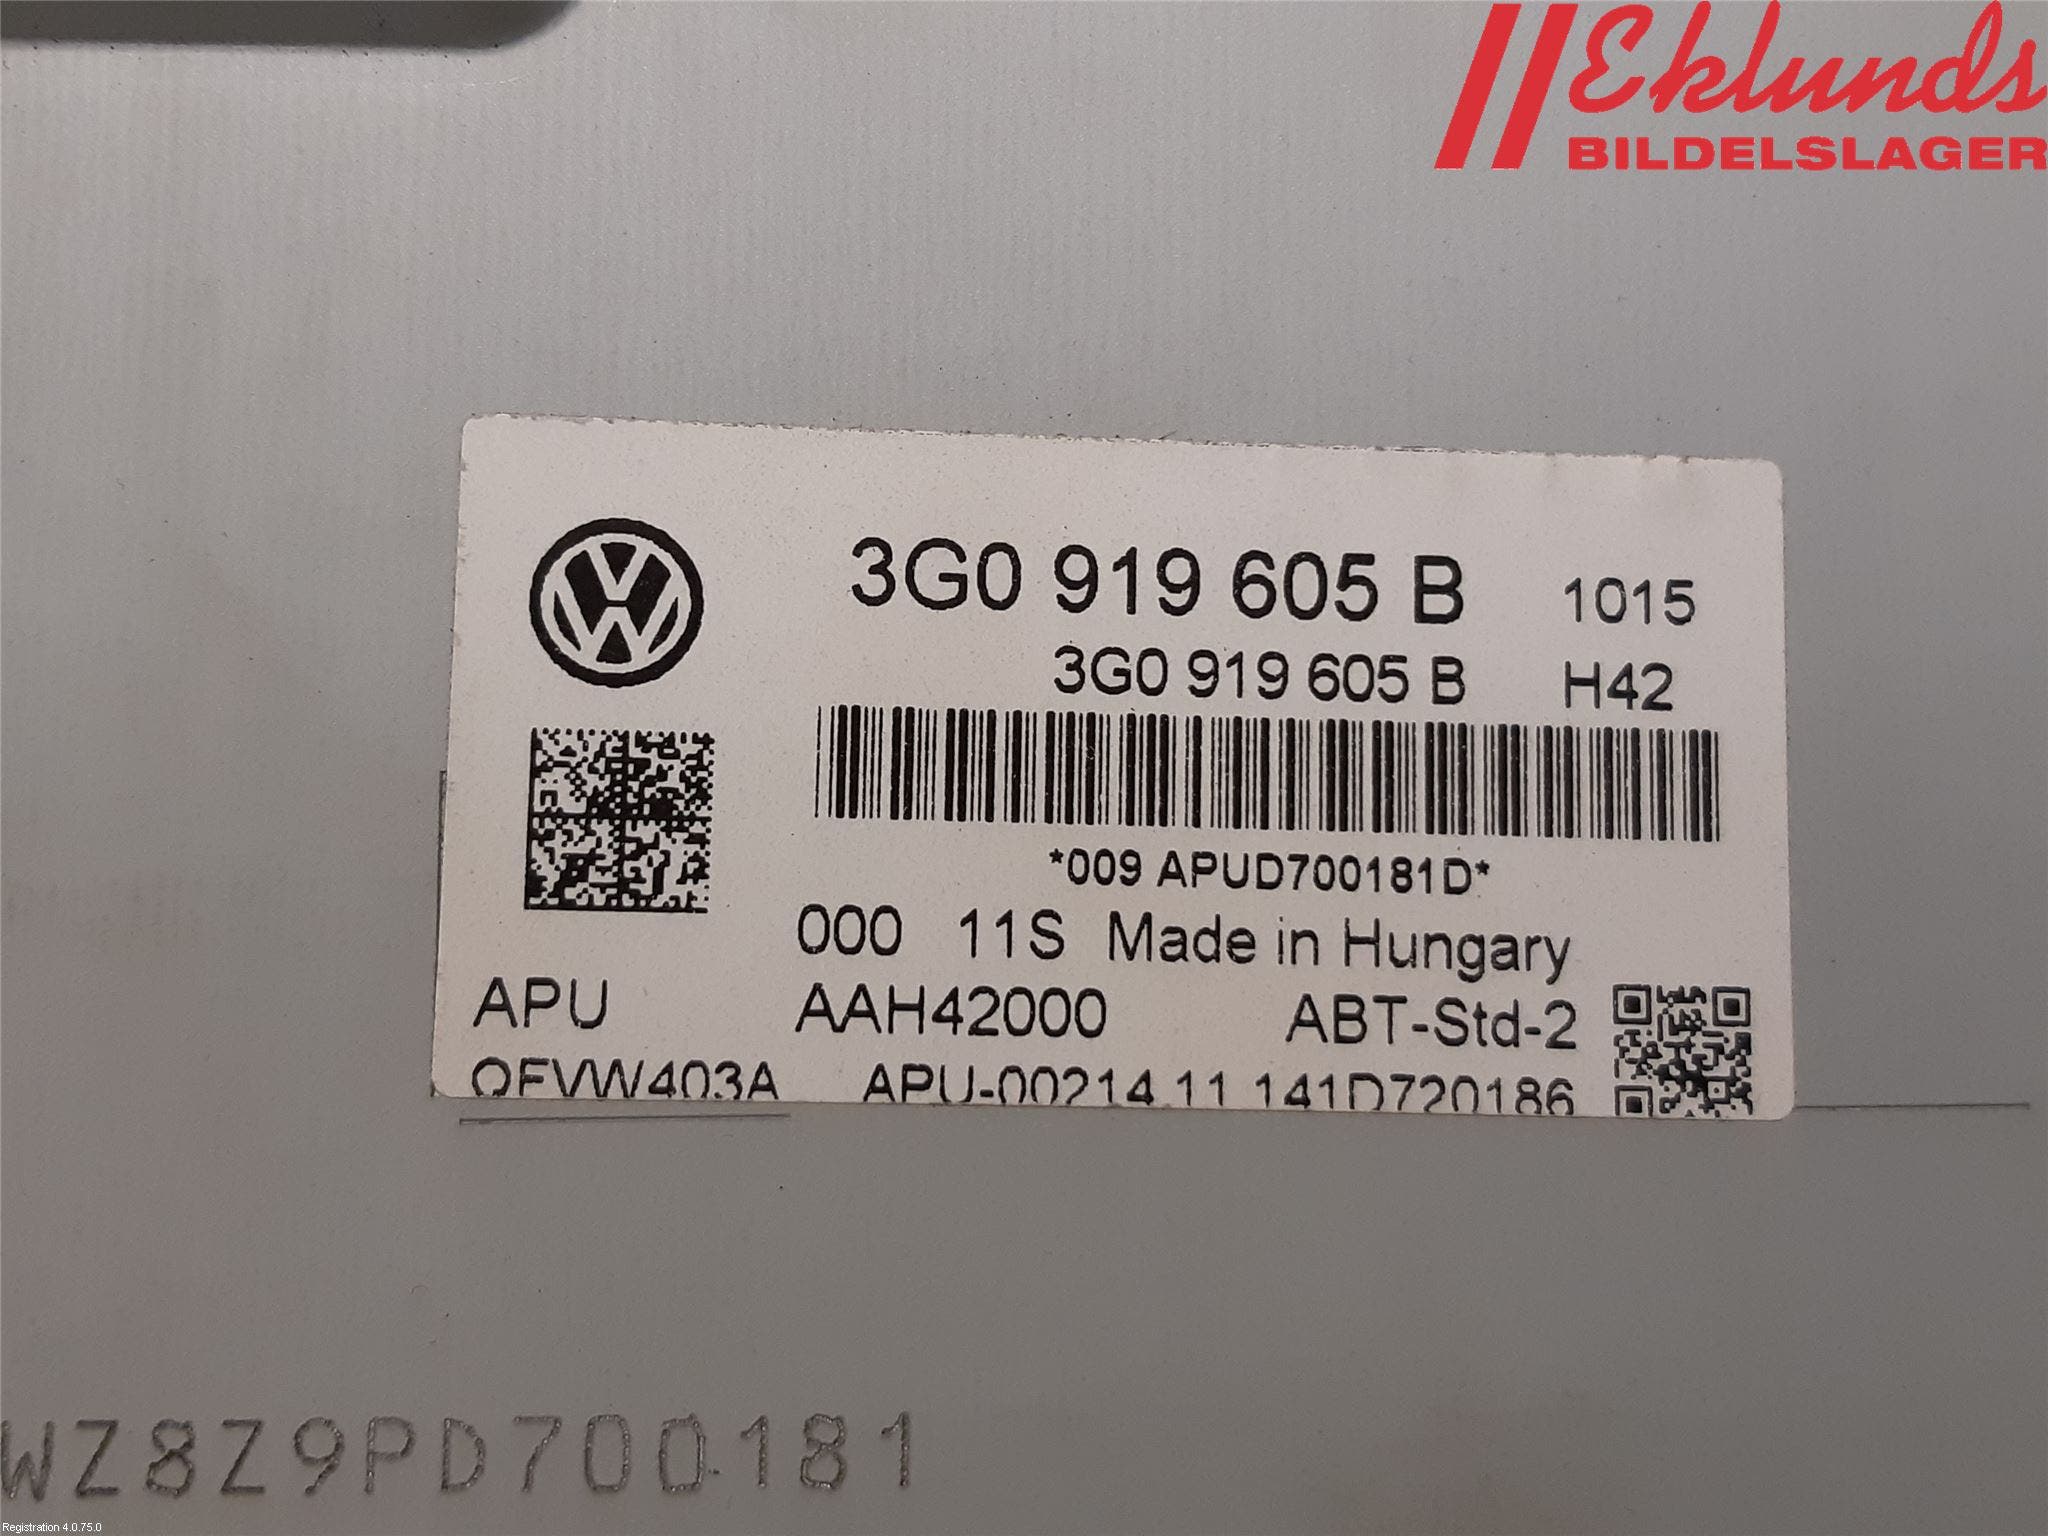 Eklunds
BILDELSLAGER
3G0 919 605 B 1015
3G0 919 605 B H42
*009 APUD700181D*
000 11S Made in Hungary
APU AAH42000 ABT-Std-2
QFVW403A APU-00214.11 141D720186
WZ8Z9PD700181
Registration 4.0.75.0